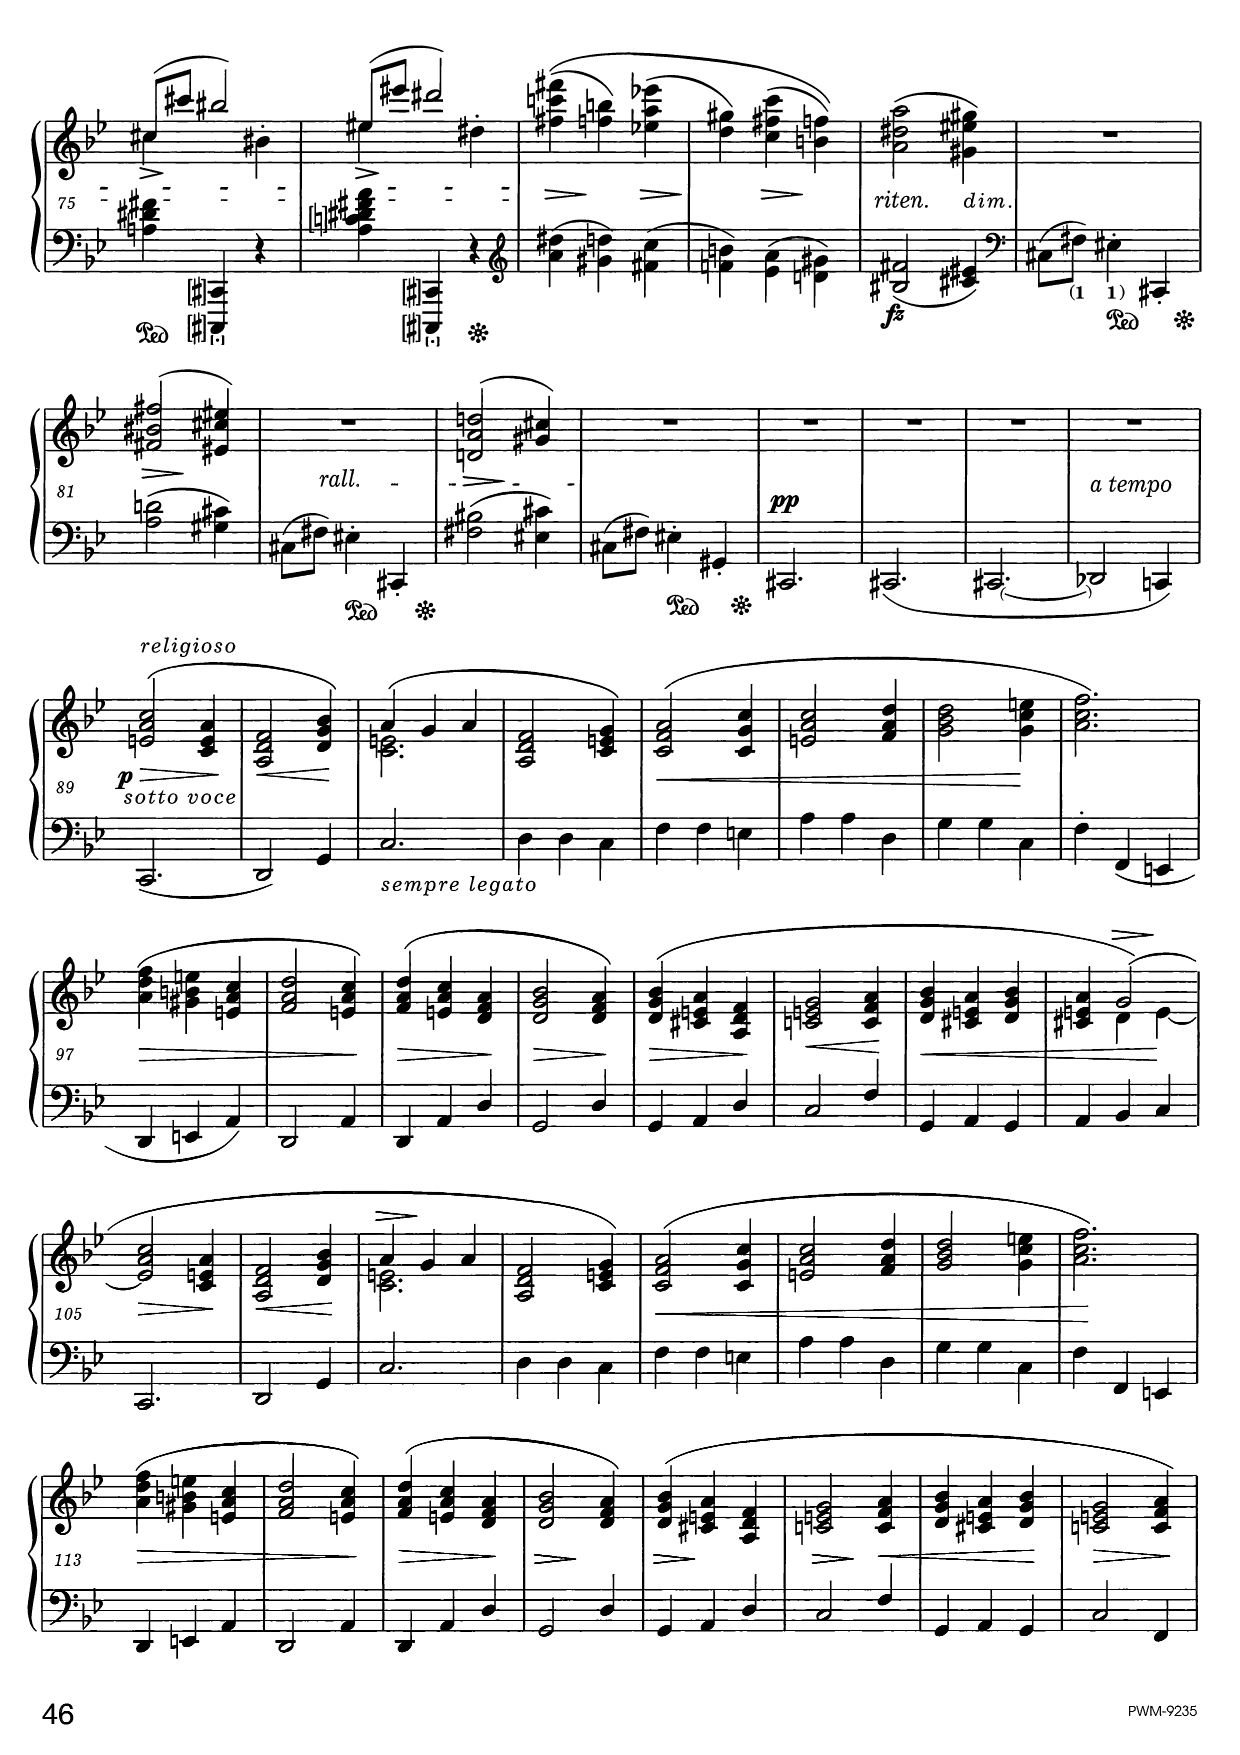 75
riten.
dim.
(1 1)
Ped
Ped
fz
Ped
81
rall.
a tempo
pp
Ped
Ped
religioso
p
89
sotto voce
sempre legato
97
105
113
46
PWM-9235